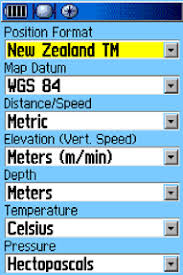 Position Format
New Zealand TM
Map Datum
WGS 84
Distance/Speed
Metric
Elevation (Vert. Speed)
Meters (m/min)
Depth
Meters
Temperature
Celsius
Pressure
Hectopascals